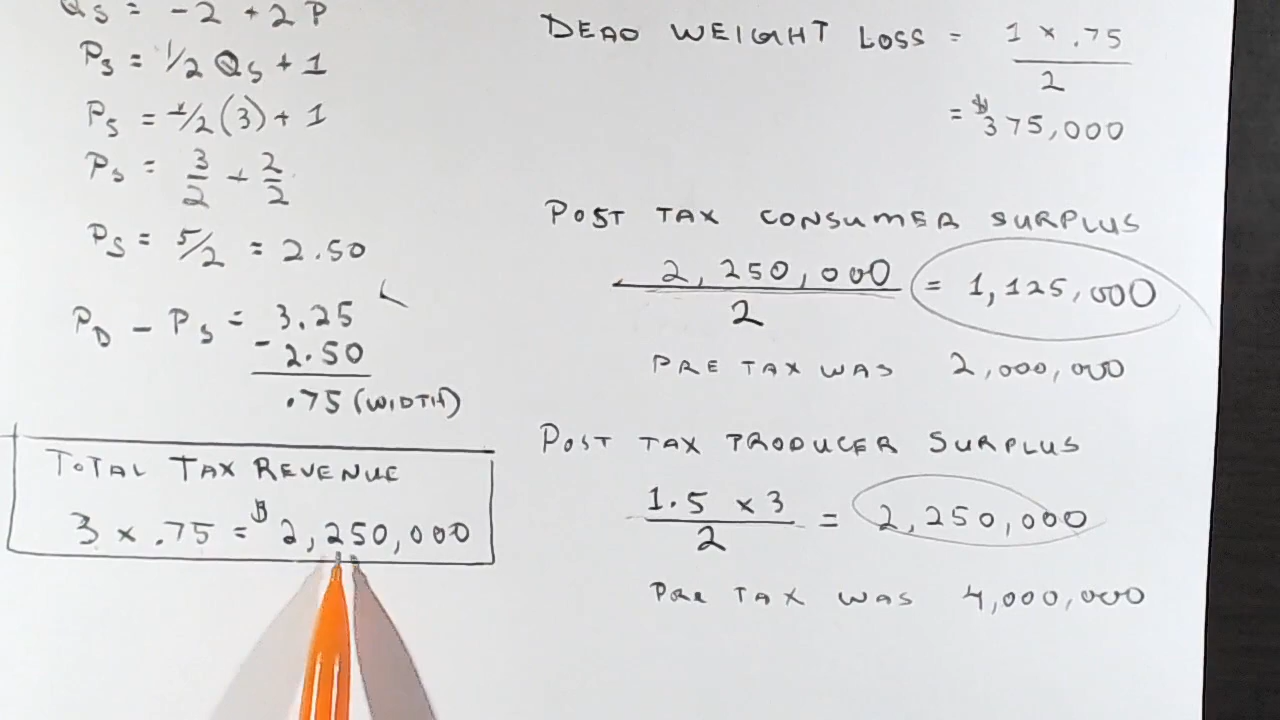 Qs = -2 + 2P
Ps = 1/2 Qs + 1
Ps = 1/2 (3) + 1
Ps = 3/2 + 2/2
Ps = 5/2 = 2.50
PD - Ps = 3.25
- 2.50
.75 (WIDTH)
TOTAL TAX REVENUE
3 x .75 = $2,250,000
DEAD WEIGHT LOSS = 1 x .75
2
= $375,000
POST TAX CONSUMER SURPLUS
2,250,000 = 1,125,000
2
PRE TAX WAS 2,000,000
POST TAX PRODUCER SURPLUS
1.5 x 3 = 2,250,000
2
PRE TAX WAS 4,000,000